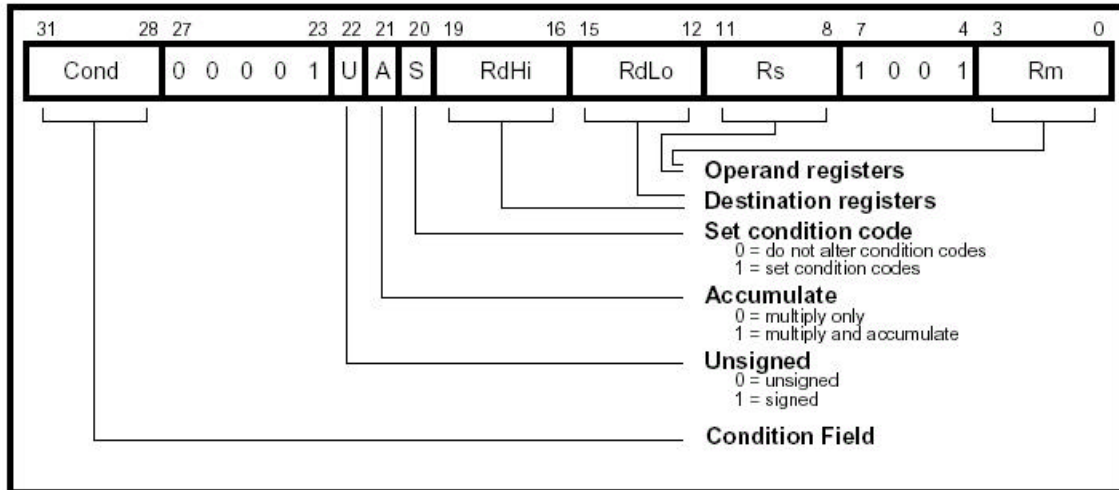 31 28 27 23 22 21 20 19 16 15 12 11 8 7 4 3 0
Cond 0 0 0 0 1 U A S RdHi RdLo Rs 1 0 0 1 Rm
Operand registers
Destination registers
Set condition code
0 = do not alter condition codes
1 = set condition codes
Accumulate
0 = multiply only
1 = multiply and accumulate
Unsigned
0 = unsigned
1 = signed
Condition Field